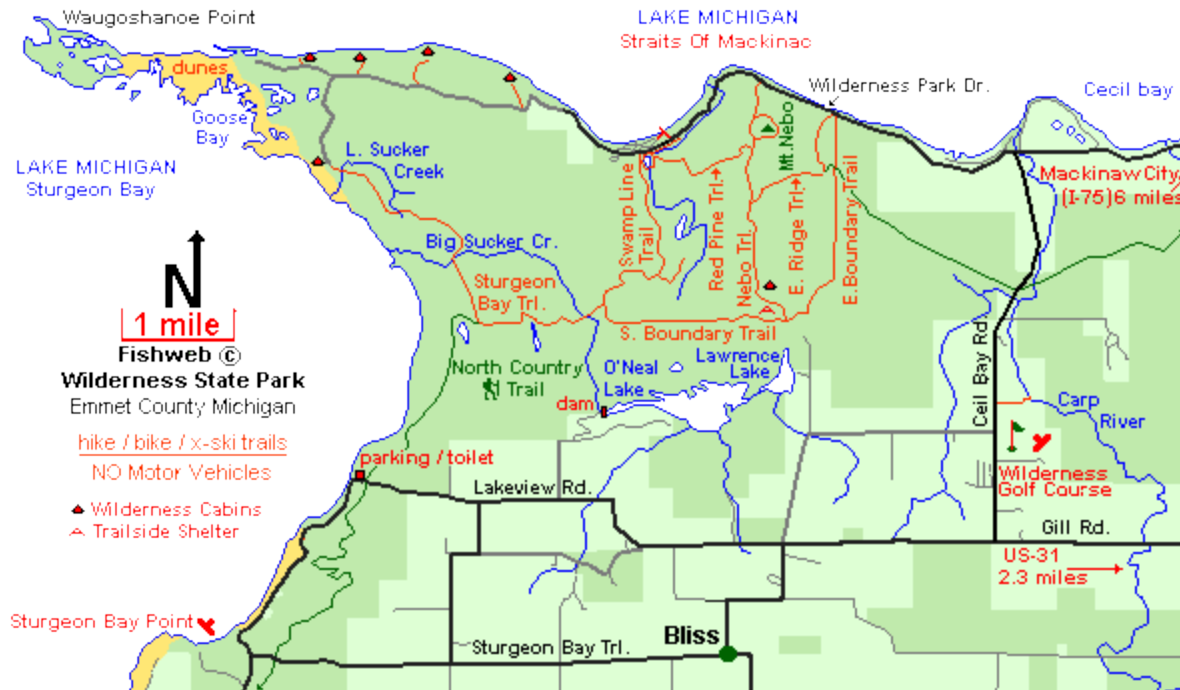 Waugoshanoe Point
LAKE MICHIGAN
Straits Of Mackinac
dunes
Wilderness Park Dr.
Cecil bay
Goose
Bay
Mt.Nebo
L. Sucker
Creek
LAKE MICHIGAN
Sturgeon Bay
Mackinaw City
(I-75)6 miles
Swamp Line
Trail
Red Pine Trl.
Nebo Trl.
E. Ridge Trl.
E.Boundary Trail
Big Sucker Cr.
N
Sturgeon
Bay Trl.
1 mile
S. Boundary Trail
Fishweb ©
Wilderness State Park
Emmet County Michigan
North Country
Trail
O'Neal
Lake
Lawrence
Lake
Ceil Bay Rd.
dam
Carp
River
hike / bike / x-ski trails
NO Motor Vehicles
parking / toilet
Wilderness
Golf Course
Lakeview Rd.
Wilderness Cabins
Trailside Shelter
Gill Rd.
US-31
2.3 miles
Sturgeon Bay Point
Bliss
Sturgeon Bay Trl.